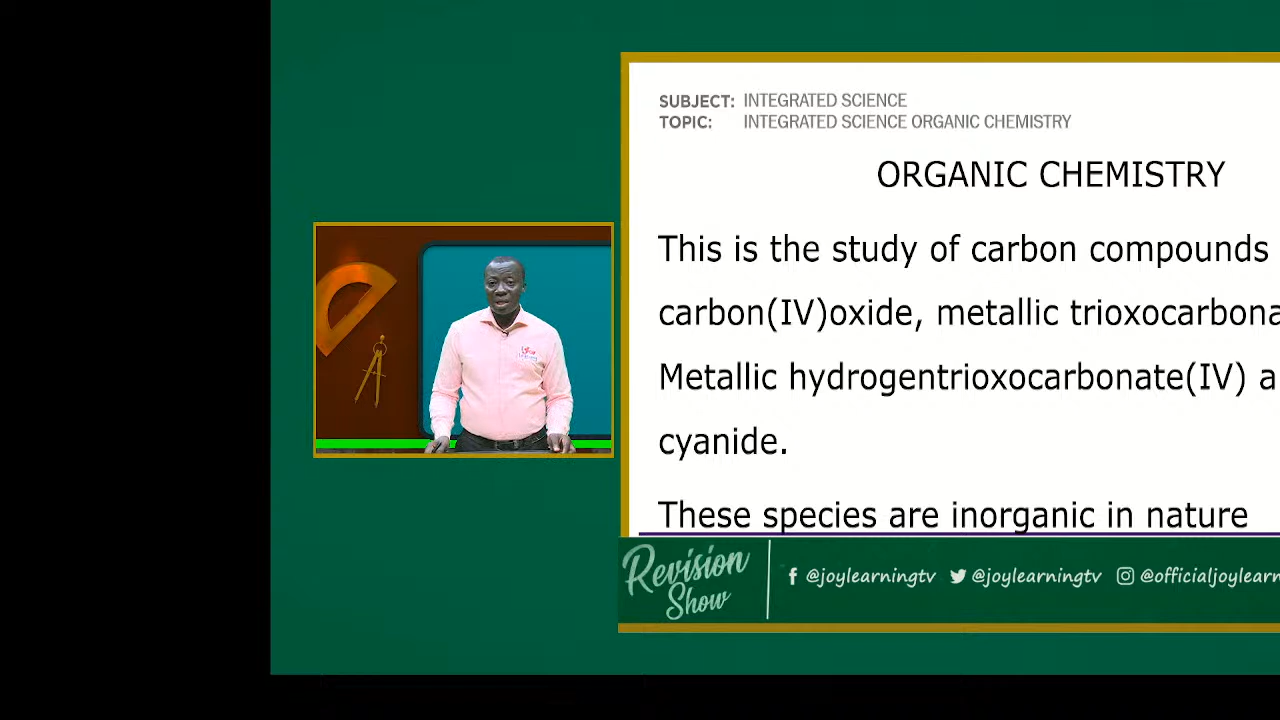 SUBJECT: INTEGRATED SCIENCE
TOPIC: INTEGRATED SCIENCE ORGANIC CHEMISTRY
ORGANIC CHEMISTRY
This is the study of carbon compounds
carbon(IV)oxide, metallic trioxocarbona
Metallic hydrogentrioxocarbonate(IV) a
cyanide.
These species are inorganic in nature
Revision
Show
@joylearningtv @joylearningtv @officialjoylearn